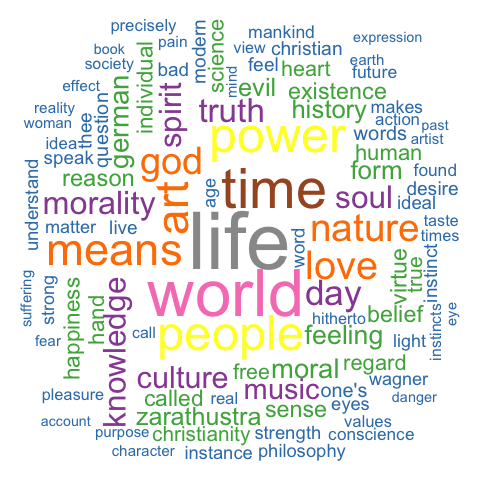 precisely
mankind
expression
book
pain
modern
view
christian
society
bad
science
mind
feel
heart
earth
future
effect
individual
spirit
evil
existence
reality
thee
question
german
truth
history
makes
action
past
woman
idea
power
words
artist
speak
god
human
understand
reason
art
age
time
form
found
desire
morality
soul
ideal
matter
live
life
word
nature
taste
times
means
love
virtue
true
instinct
suffering
strong
happiness
hand
knowledge
world
day
hitherto
belief
instincts
eye
fear
call
people
feeling
light
culture
free
moral
regard
wagner
pleasure
called
real
music
one's
eyes
danger
account
zarathustra
sense
values
purpose
christianity
strength
conscience
character
instance
philosophy